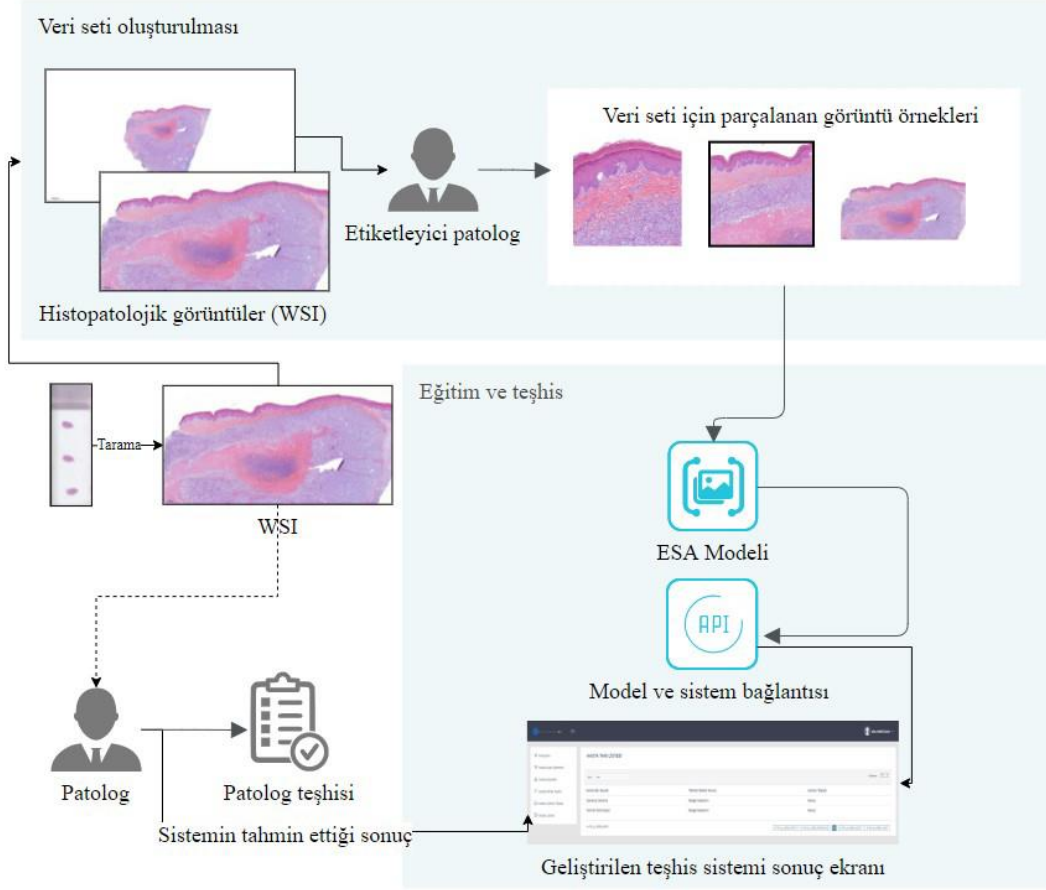 Veri seti oluşturulması
Veri seti için parçalanan görüntü örnekleri
Etiketleyici patolog
Histopatolojik görüntüler (WSI)
Eğitim ve teşhis
Tarama
WSI
ESA Modeli
API
Model ve sistem bağlantısı
Patolog
Patolog teşhisi
Sistemin tahmin ettiği sonuç
Geliştirilen teşhis sistemi sonuç ekranı